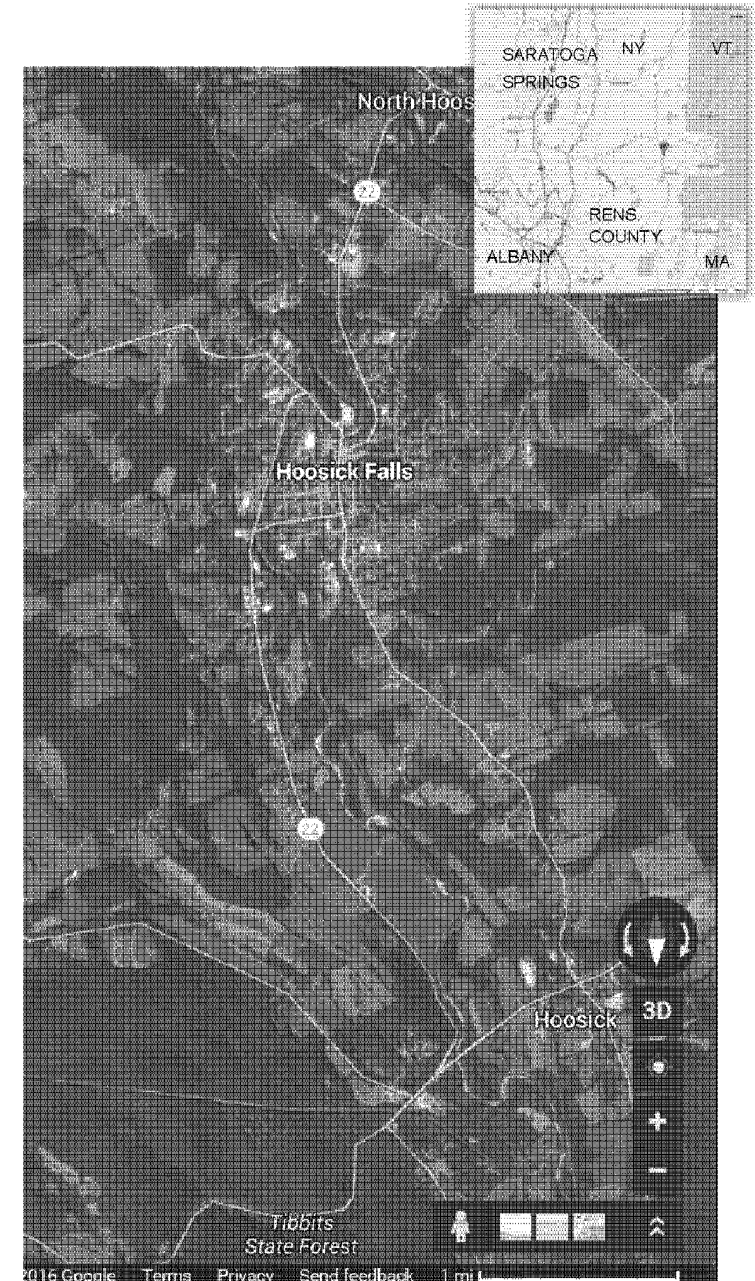 SARATOGA NY VT
SPRINGS
RENS.
COUNTY
ALBANY MA
North Hoos
22
Hoosick Falls
22
Hoosick
3D
Tibbits
State Forest
2016 Google Terms Privacy Send feedback 1 mi